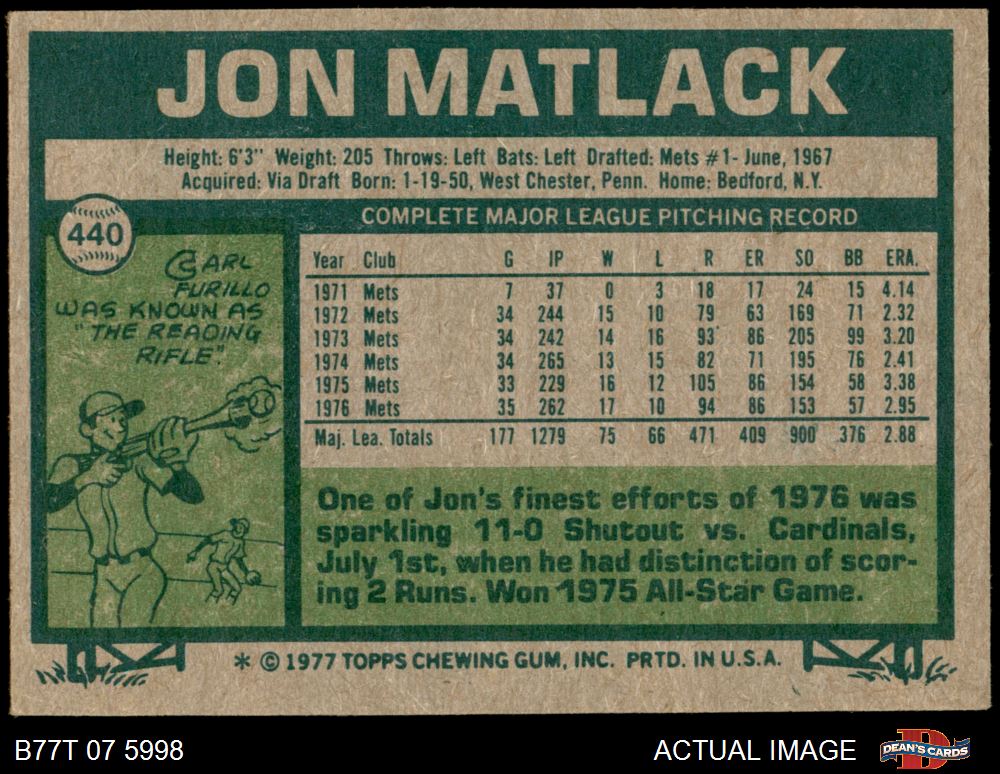 JON MATLACK
Height: 6'3" Weight: 205 Throws: Left Bats: Left Drafted: Mets #1- June, 1967
Acquired: Via Draft Born: 1-19-50, West Chester, Penn. Home: Bedford, N.Y.
440
CARL
FURILLO
WAS KNOWN AS
"THE READING
RIFLE".
COMPLETE MAJOR LEAGUE PITCHING RECORD
Year Club G IP W L R ER SO BB ERA.
1971 Mets 7 37 0 3 18 17 24 15 4.14
1972 Mets 34 244 15 10 79 63 169 71 2.32
1973 Mets 34 242 14 16 93 86 205 99 3.20
1974 Mets 34 265 13 15 82 71 195 76 2.41
1975 Mets 33 229 16 12 105 86 154 58 3.38
1976 Mets 35 262 17 10 94 86 153 57 2.95
Maj. Lea. Totals 177 1279 75 66 471 409 900 376 2.88
One of Jon's finest efforts of 1976 was
sparkling 11-0 Shutout vs. Cardinals,
July 1st, when he had distinction of scor-
ing 2 Runs. Won 1975 All-Star Game.
* © 1977 TOPPS CHEWING GUM, INC. PRTD. IN U.S.A.
B77T 07 5998
ACTUAL IMAGE
DEAN'S CARDS